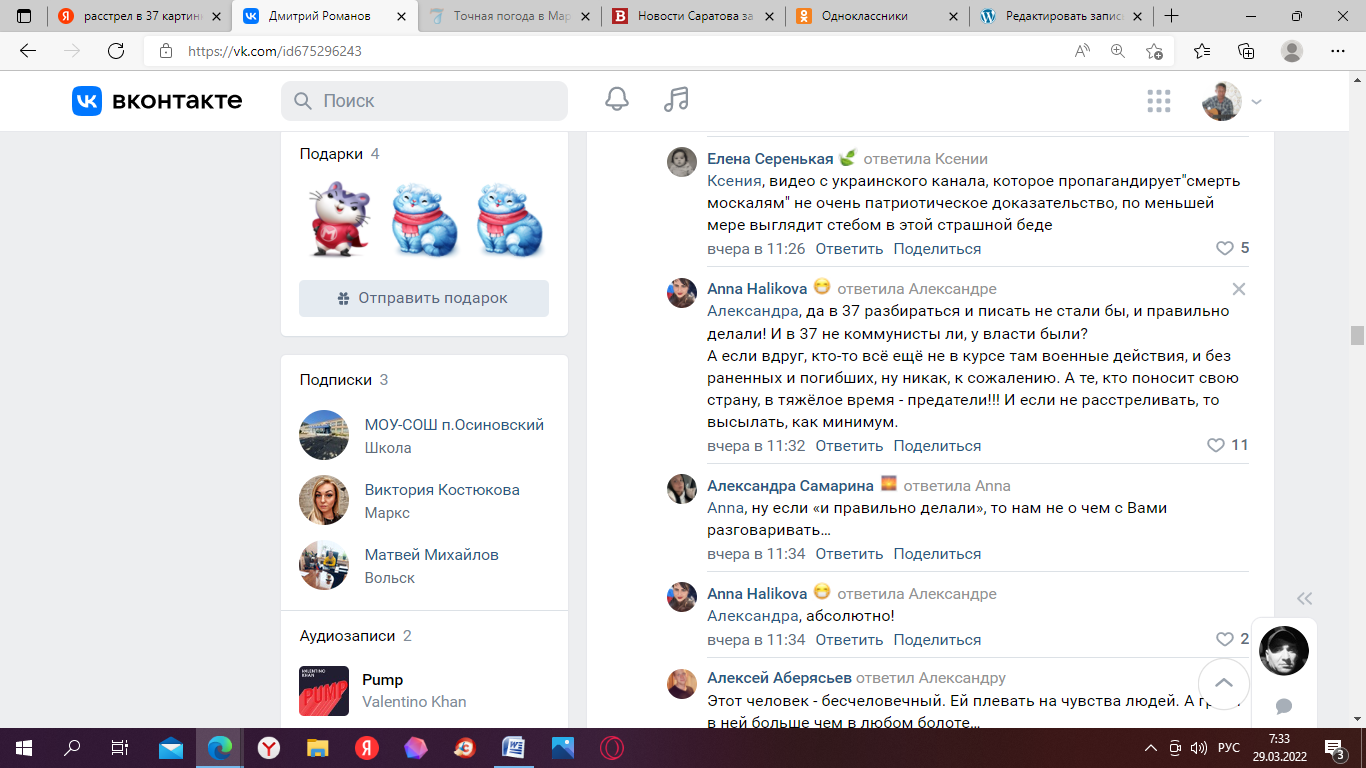 расстрел в 37 картин
Дмитрий Романов
Точная погода в Мар
Новости Саратова за
Одноклассники
Редактировать запис
https://vk.com/id675296243
вконтакте
Поиск
Подарки 4
Отправить подарок
Подписки 3
МОУ-СОШ п.Осиновский
Школа
Виктория Костюкова
Маркс
Матвей Михайлов
Вольск
Аудиозаписи 2
VALENTINO
KHAN
PUMP
Pump
Valentino Khan
Елена Серенькая ответила Ксении
Ксения, видео с украинского канала, которое пропагандирует"смерть
москалям" не очень патриотическое доказательство, по меньшей
мере выглядит стебом в этой страшной беде
вчера в 11:26 Ответить Поделиться 5
Anna Halikova ответила Александре
Александра, да в 37 разбираться и писать не стали бы, и правильно
делали! И в 37 не коммунисты ли, у власти были?
А если вдруг, кто-то всё ещё не в курсе там военные действия, и без
раненных и погибших, ну никак, к сожалению. А те, кто поносит свою
страну, в тяжёлое время - предатели!!! И если не расстреливать, то
высылать, как минимум.
вчера в 11:32 Ответить Поделиться 11
Александра Самарина ответила Anna
Anna, ну если «и правильно делали», то нам не о чем с Вами
разговаривать…
вчера в 11:34 Ответить Поделиться
Anna Halikova ответила Александре
Александра, абсолютно!
вчера в 11:34 Ответить Поделиться 2
Алексей Аберясьев ответил Александру
Этот человек - бесчеловечный. Ей плевать на чувства людей. А
в ней больше чем в любом болоте…
РУС
7:33
29.03.2022
3